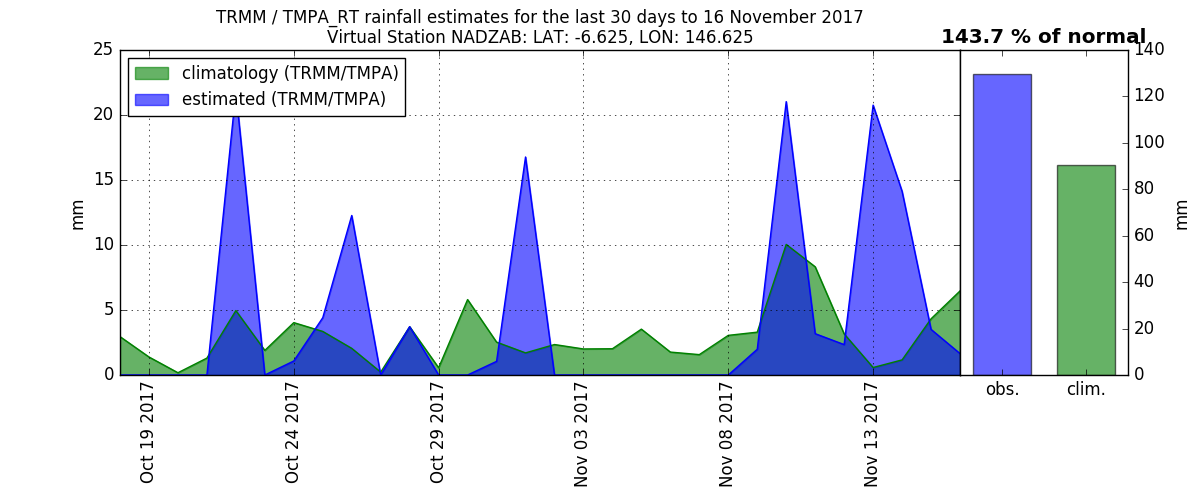 TRMM / TMPA_RT rainfall estimates for the last 30 days to 16 November 2017
Virtual Station NADZAB: LAT: -6.625, LON: 146.625
143.7 % of normal
climatology (TRMM/TMPA)
estimated (TRMM/TMPA)
mm
25
20
15
10
5
0
Oct 19 2017
Oct 24 2017
Oct 29 2017
Nov 03 2017
Nov 08 2017
Nov 13 2017
obs.
clim.
140
120
100
80
60
40
20
0
mm